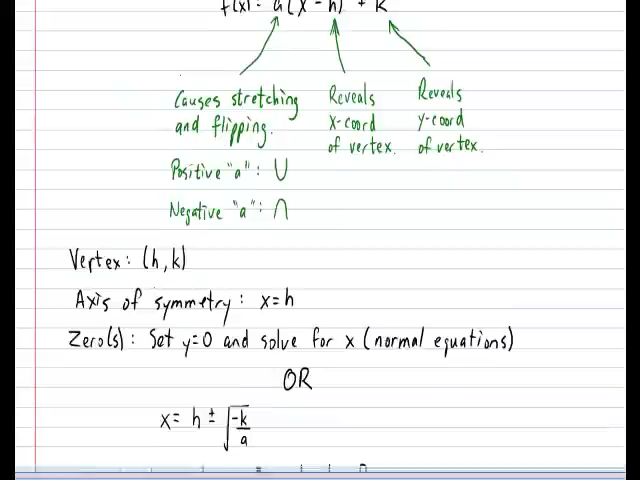 f(x) = a(x - h) + k
Causes stretching
and flipping.
Positive "a": ∪
Negative "a": ∩
Reveals
x-coord
of vertex.
Reveals
y-coord
of vertex.
Vertex: (h, k)
Axis of symmetry: x=h
Zero(s): Set y=0 and solve for x (normal equations)
OR
x= h ± √-k/a